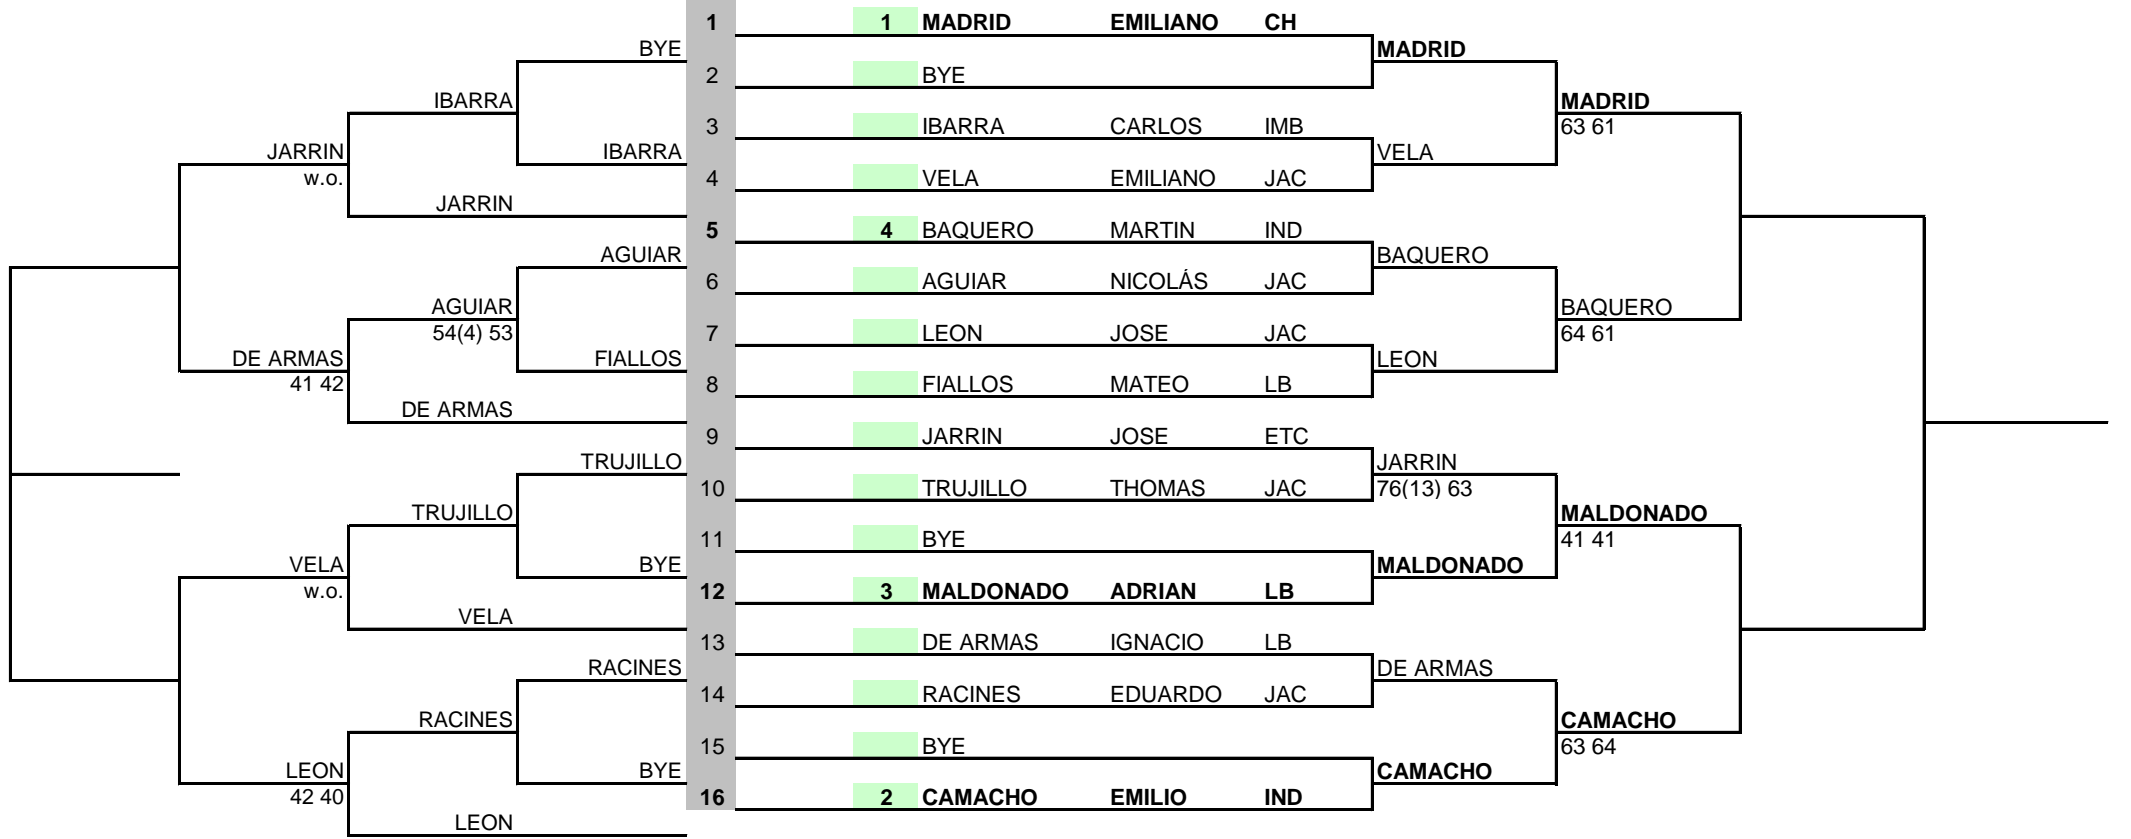 1 1 MADRID EMILIANO CH
BYE MADRID
2 BYE
IBARRA MADRID
3 IBARRA CARLOS IMB 63 61
JARRIN IBARRA VELA
w.o. 4 VELA EMILIANO JAC
JARRIN
5 4 BAQUERO MARTIN IND
AGUIAR BAQUERO
6 AGUIAR NICOLÁS JAC
AGUIAR BAQUERO
54(4) 53 7 LEON JOSE JAC 64 61
DE ARMAS FIALLOS LEON
41 42 8 FIALLOS MATEO LB
DE ARMAS
9 JARRIN JOSE ETC
TRUJILLO JARRIN
10 TRUJILLO THOMAS JAC 76(13) 63
TRUJILLO MALDONADO
11 BYE 41 41
VELA BYE MALDONADO
w.o. 12 3 MALDONADO ADRIAN LB
VELA
13 DE ARMAS IGNACIO LB
RACINES DE ARMAS
14 RACINES EDUARDO JAC
RACINES CAMACHO
15 BYE 63 64
LEON BYE CAMACHO
42 40 16 2 CAMACHO EMILIO IND
LEON